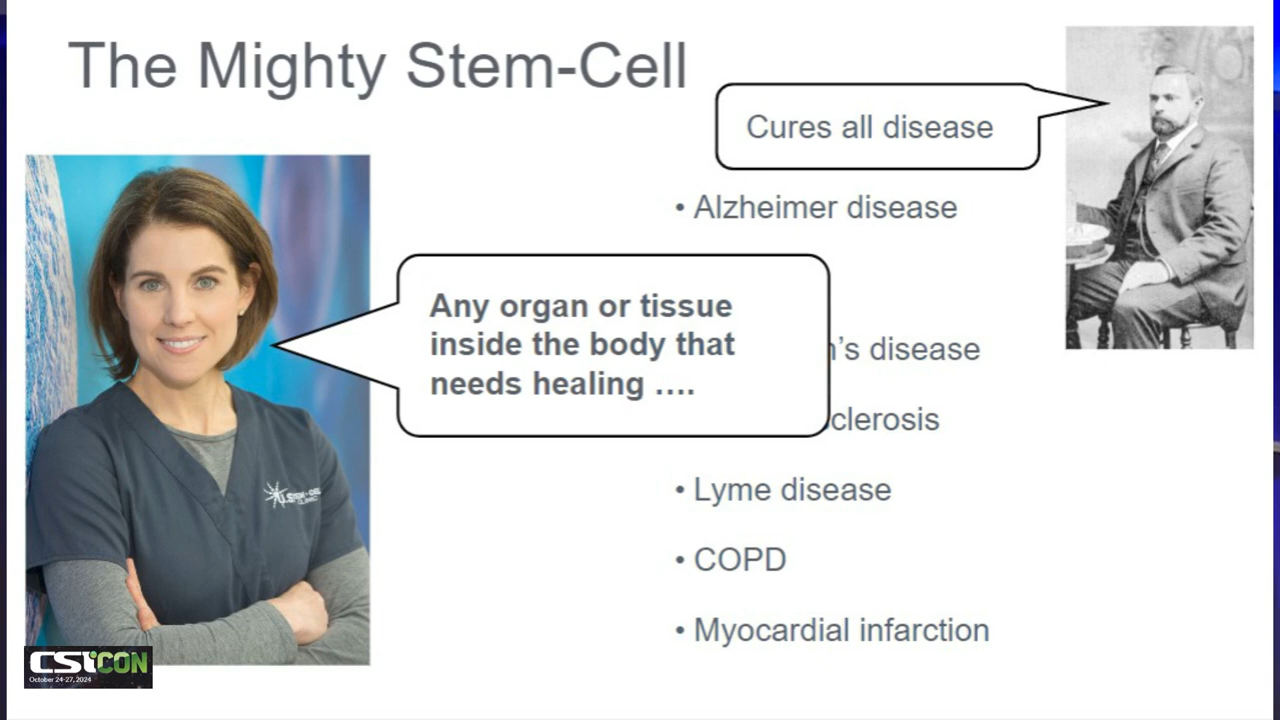 The Mighty Stem-Cell
Cures all disease
• Alzheimer disease
Any organ or tissue
inside the body that
needs healing ….
n’s disease
clerosis
• Lyme disease
• COPD
• Myocardial infarction
CSICON
October 24-27, 2024